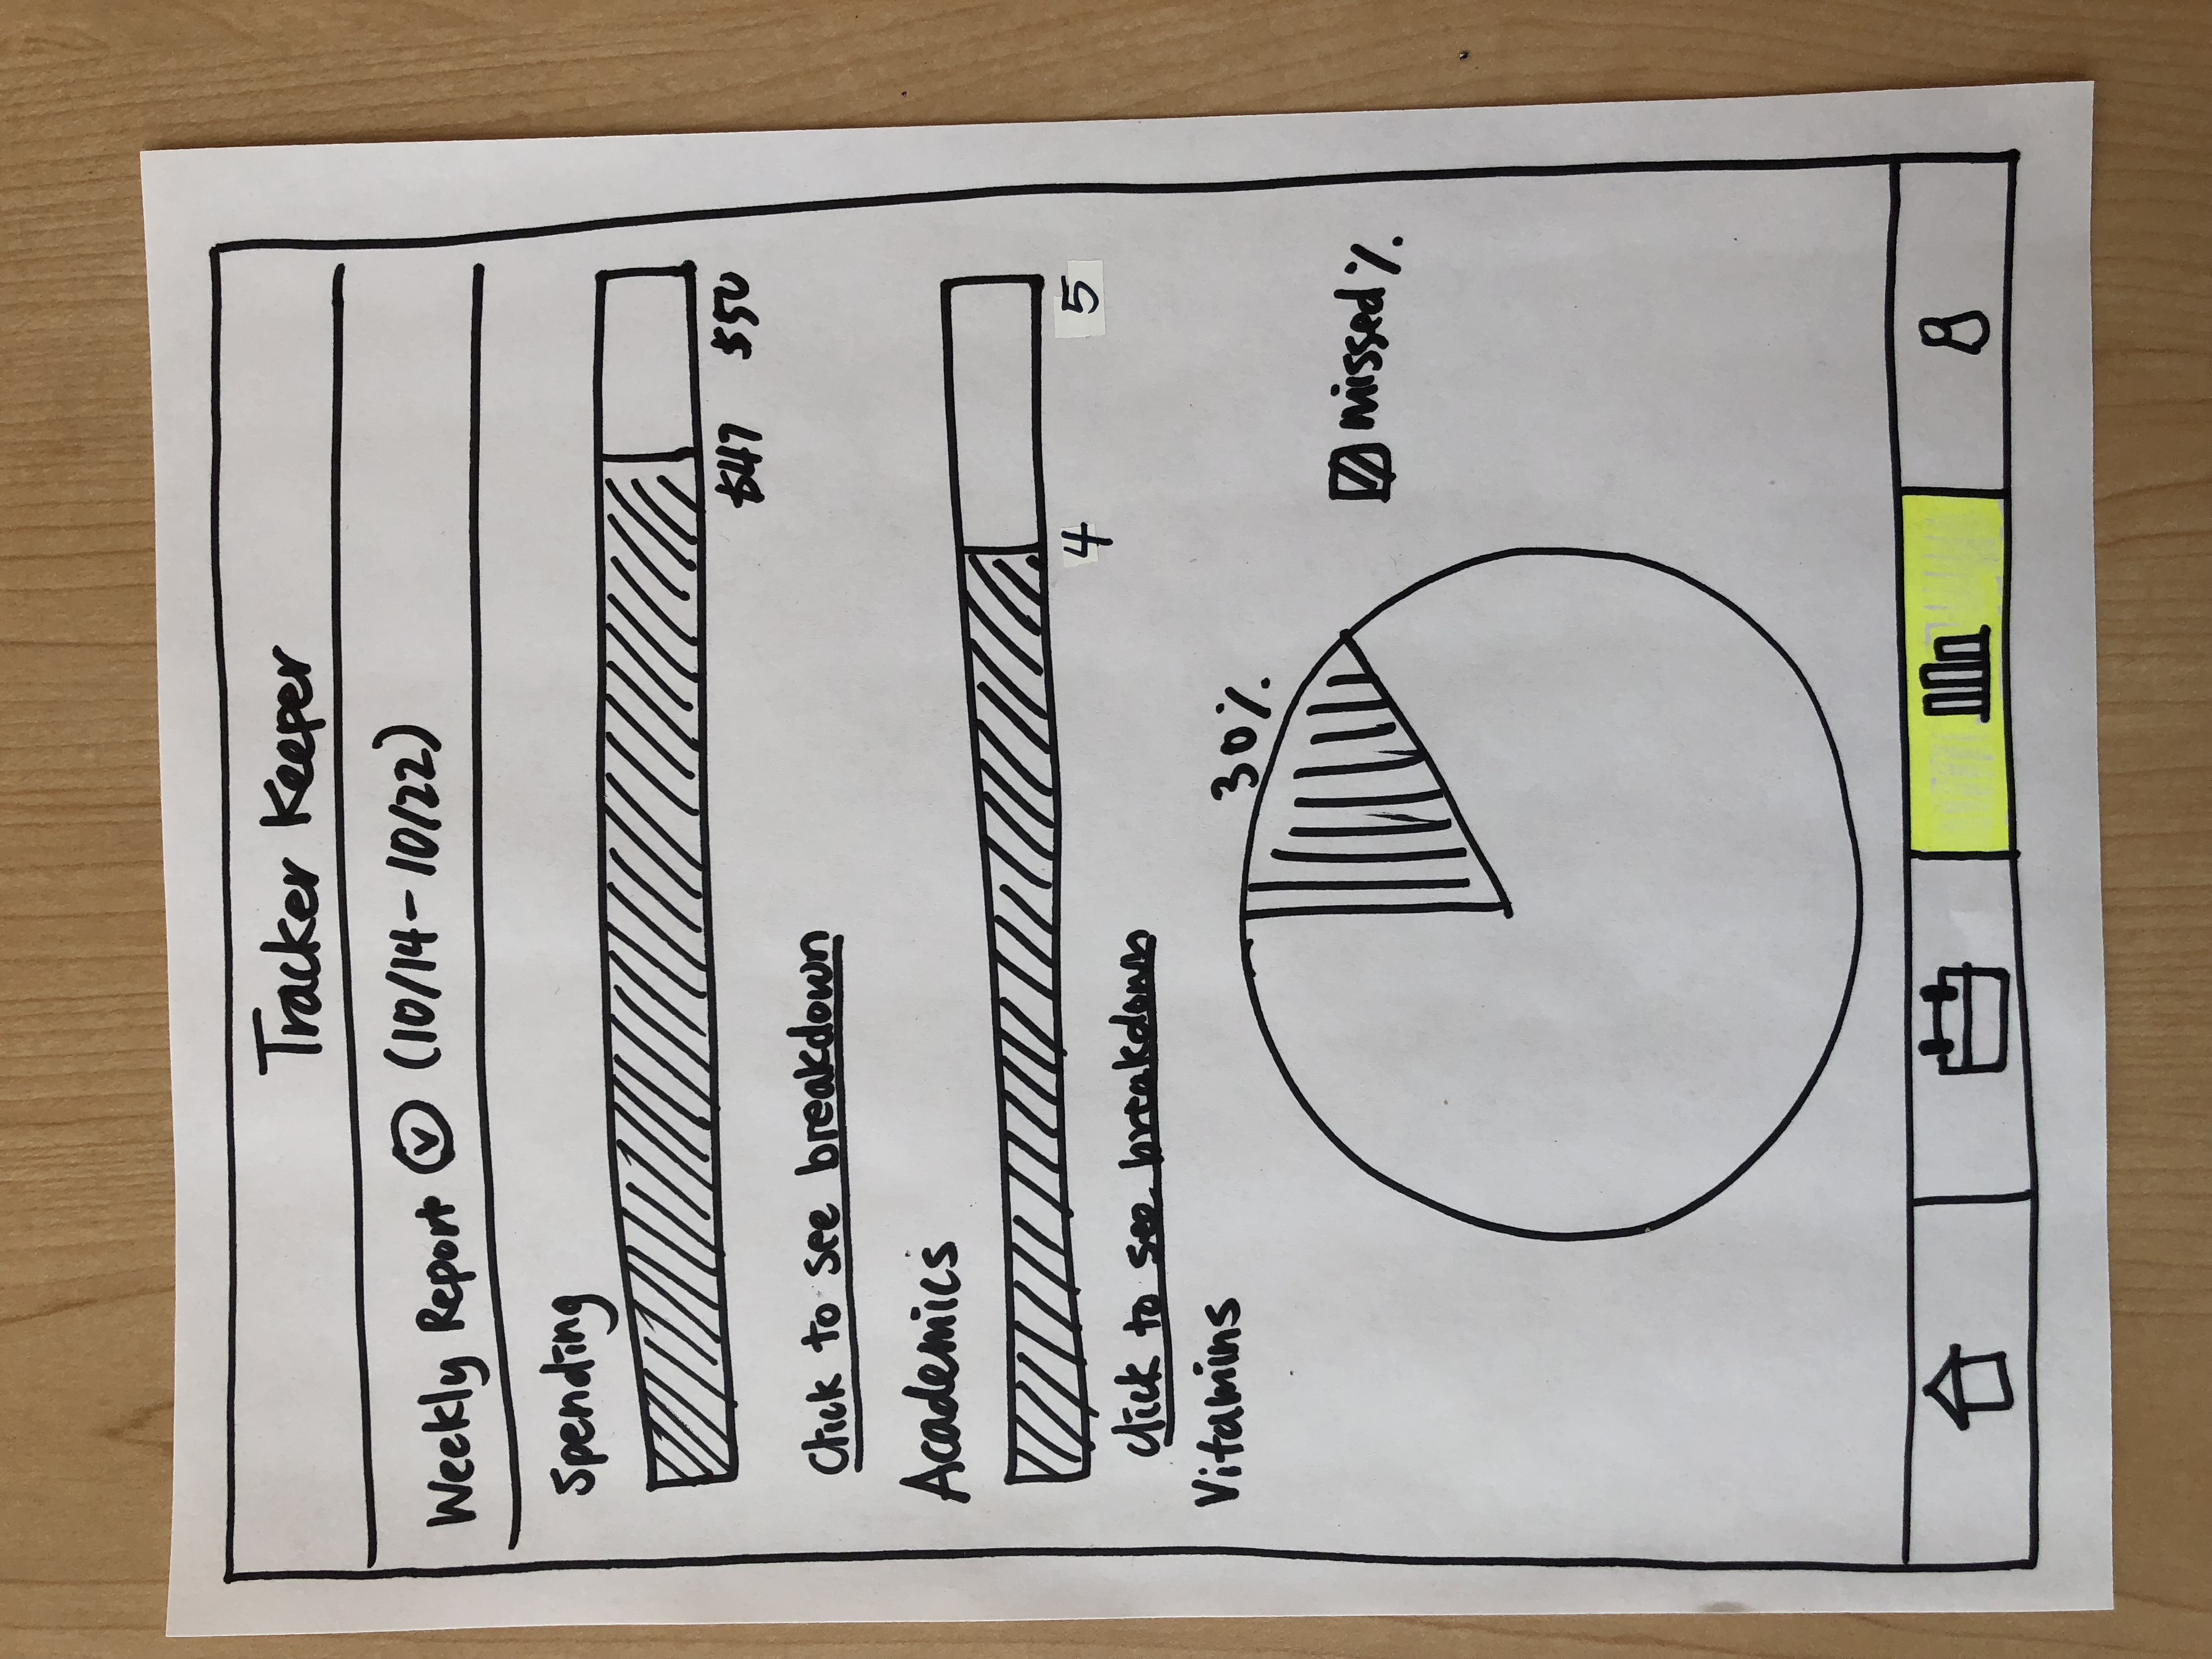 Tracker Keeper
Weekly Report (10/14-10/22)
Spending
$47 $50
Click to see breakdown
Academics
4 5
Click to see breakdown
Vitamins
30%
missed %